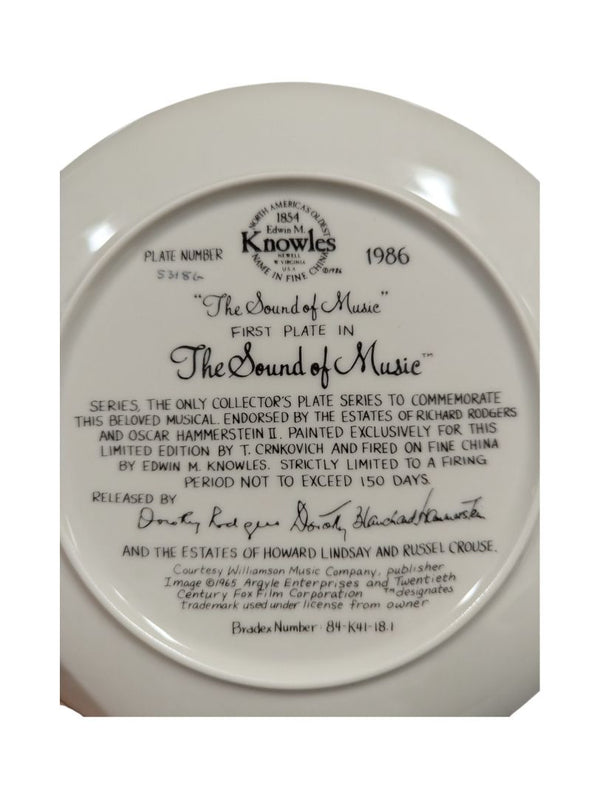 NORTH AMERICA'S OLDEST
1854
Edwin M.
Knowles
NEWELL
W. VIRGINIA
U.S.A.
NAME IN FINE CHINA
©1986
PLATE NUMBER
5318G
1986
"The Sound of Music"
FIRST PLATE IN
The Sound of Music™
SERIES, THE ONLY COLLECTOR'S PLATE SERIES TO COMMEMORATE
THIS BELOVED MUSICAL. ENDORSED BY THE ESTATES OF RICHARD RODGERS
AND OSCAR HAMMERSTEIN II. PAINTED EXCLUSIVELY FOR THIS
LIMITED EDITION BY T. CRNKOVICH AND FIRED ON FINE CHINA
BY EDWIN M. KNOWLES. STRICTLY LIMITED TO A FIRING
PERIOD NOT TO EXCEED 150 DAYS.
RELEASED BY
Dorothy Rodgers Dorothy Blanchard Hammerstein
AND THE ESTATES OF HOWARD LINDSAY AND RUSSEL CROUSE.
Courtesy Williamson Music Company, publisher
Image ©1965 Argyle Enterprises and Twentieth
Century Fox Film Corporation ™designates
Trademark used under license from owner
Bradex Number: 84-K41-18.1